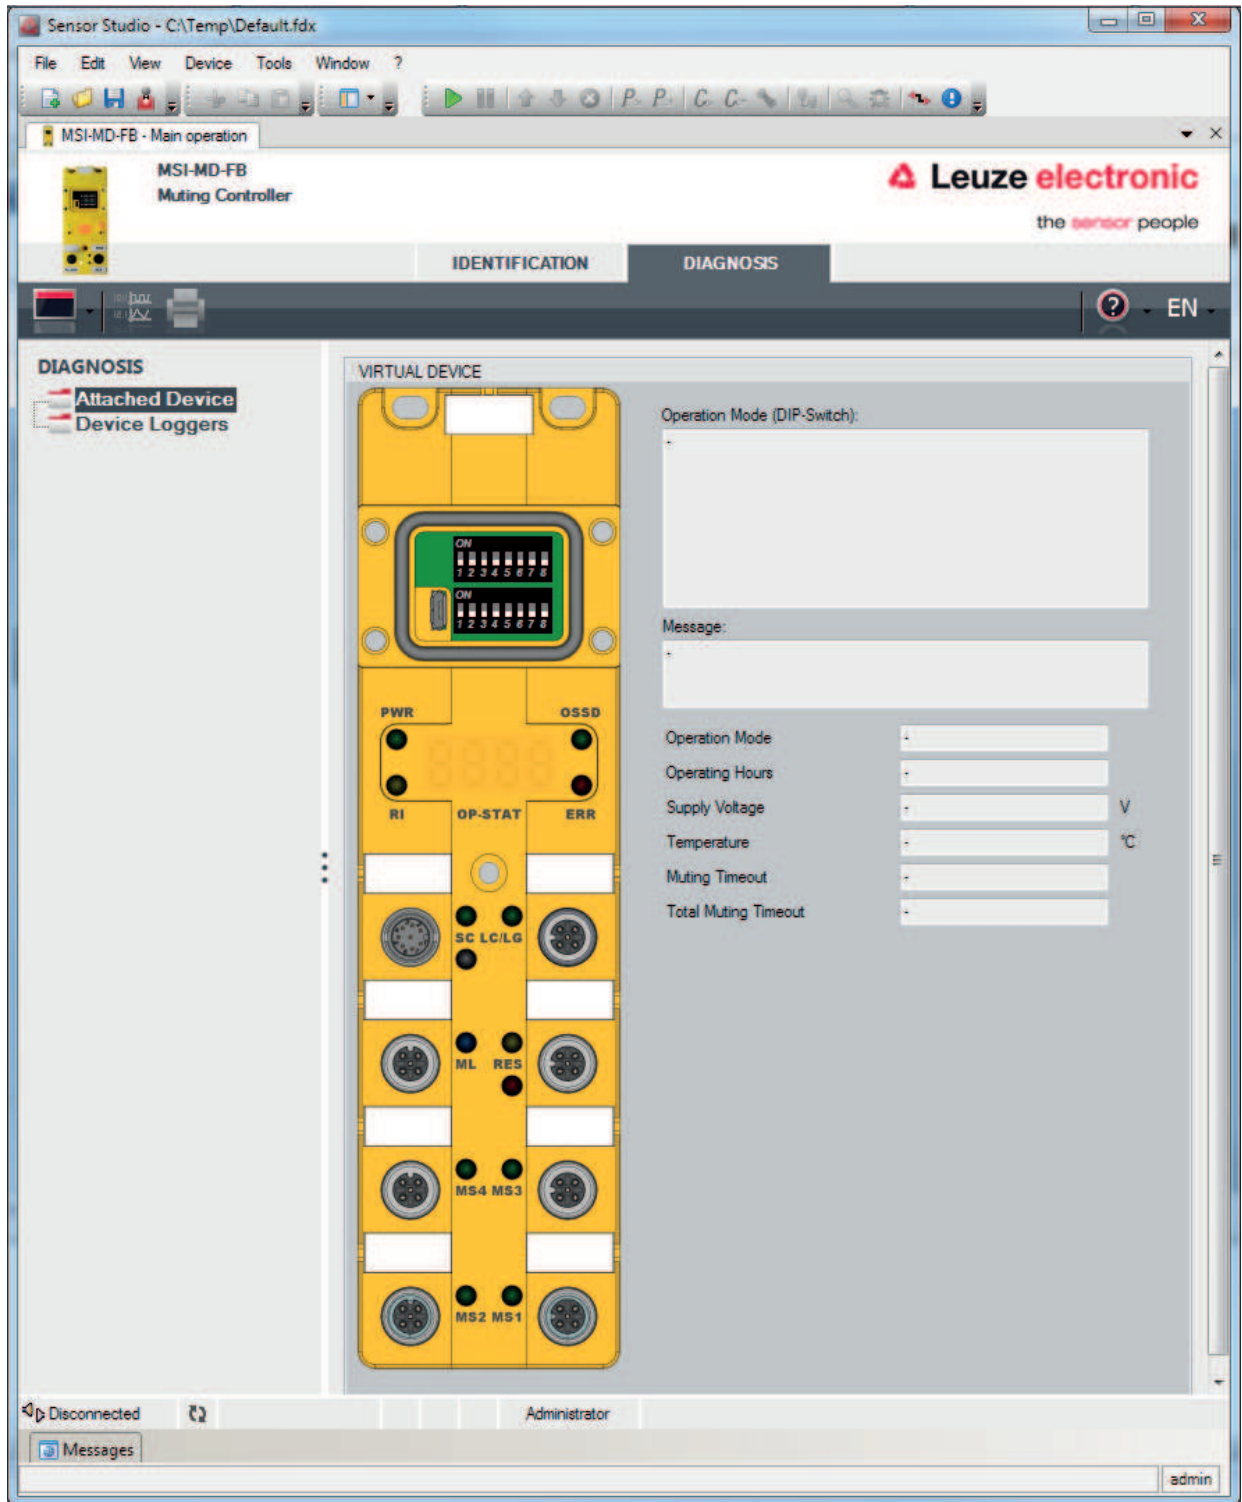 Sensor Studio - C:\Temp\Default.fdx
File Edit View Device Tools Window ?
P P C C
MSI-MD-FB - Main operation
MSI-MD-FB
Muting Controller
Leuze electronic
the sensor people
IDENTIFICATION DIAGNOSIS
? EN
DIAGNOSIS
Attached Device
Device Loggers
VIRTUAL DEVICE
Operation Mode (DIP-Switch):
-
ON
1 2 3 4 5 6 7 8
ON
1 2 3 4 5 6 7 8
Message:
-
PWR OSSD
8888
RI OP-STAT ERR
Operation Mode -
Operating Hours -
Supply Voltage - V
Temperature - °C
Muting Timeout -
Total Muting Timeout -
SC LC/LG
ML RES
MS4 MS3
MS2 MS1
Disconnected Administrator
Messages
admin